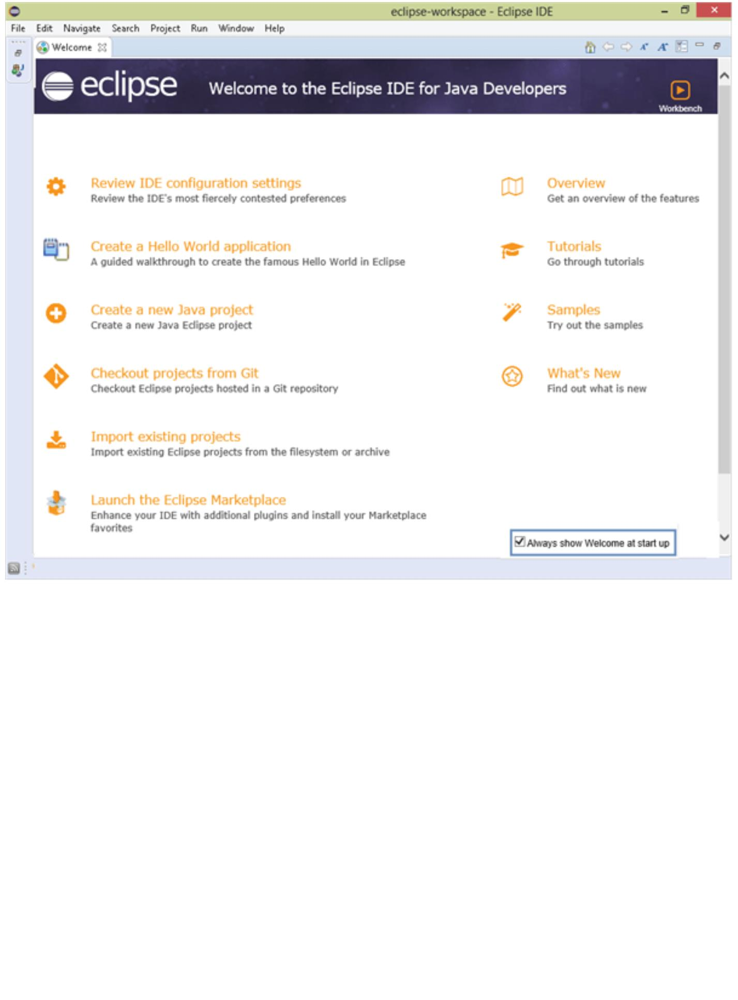 eclipse-workspace - Eclipse IDE
File Edit Navigate Search Project Run Window Help
Welcome
eclipse Welcome to the Eclipse IDE for Java Developers
Workbench
Review IDE configuration settings
Review the IDE's most fiercely contested preferences
Overview
Get an overview of the features
Create a Hello World application
A guided walkthrough to create the famous Hello World in Eclipse
Tutorials
Go through tutorials
Create a new Java project
Create a new Java Eclipse project
Samples
Try out the samples
Checkout projects from Git
Checkout Eclipse projects hosted in a Git repository
What's New
Find out what is new
Import existing projects
Import existing Eclipse projects from the filesystem or archive
Launch the Eclipse Marketplace
Enhance your IDE with additional plugins and install your Marketplace
favorites
Always show Welcome at start up